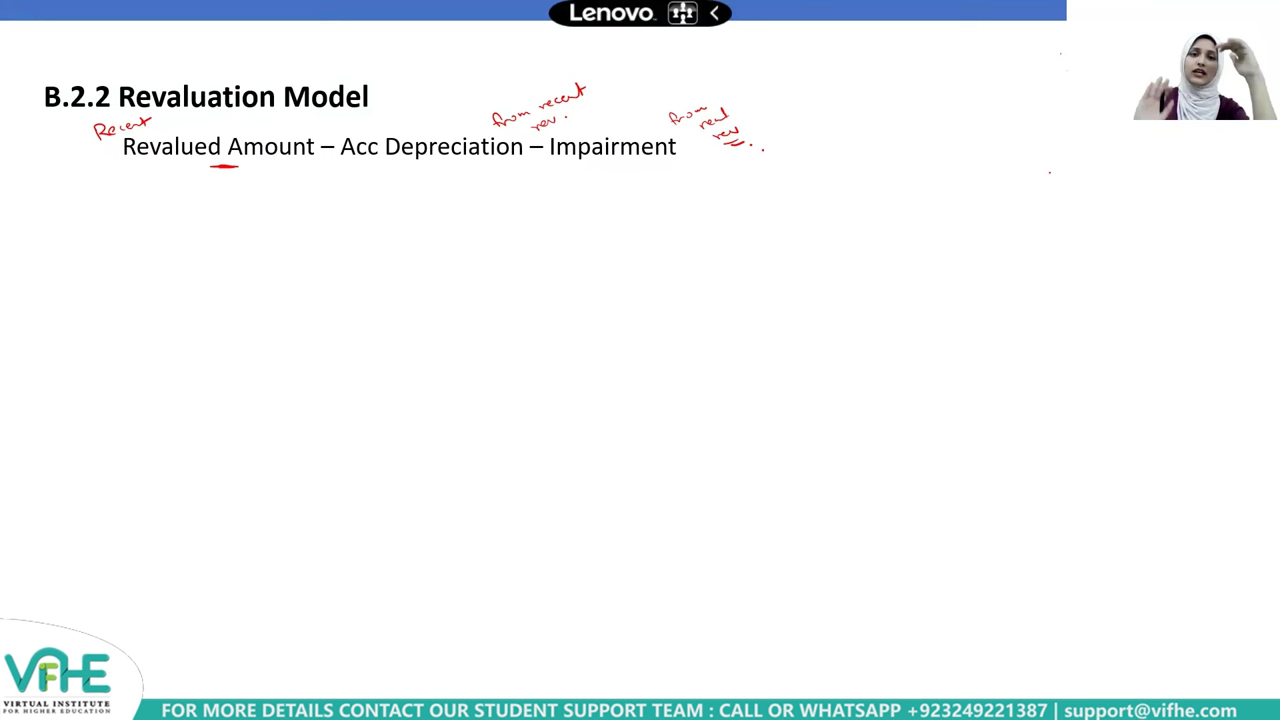 Lenovo
B.2.2 Revaluation Model
Recent
from recent
rev.
from
rev
Revalued Amount – Acc Depreciation – Impairment
VFHE
VIRTUAL INSTITUTE
FOR HIGHER EDUCATION
FOR MORE DETAILS CONTACT OUR STUDENT SUPPORT TEAM : CALL OR WHATSAPP +923249221387 | support@vifhe.com